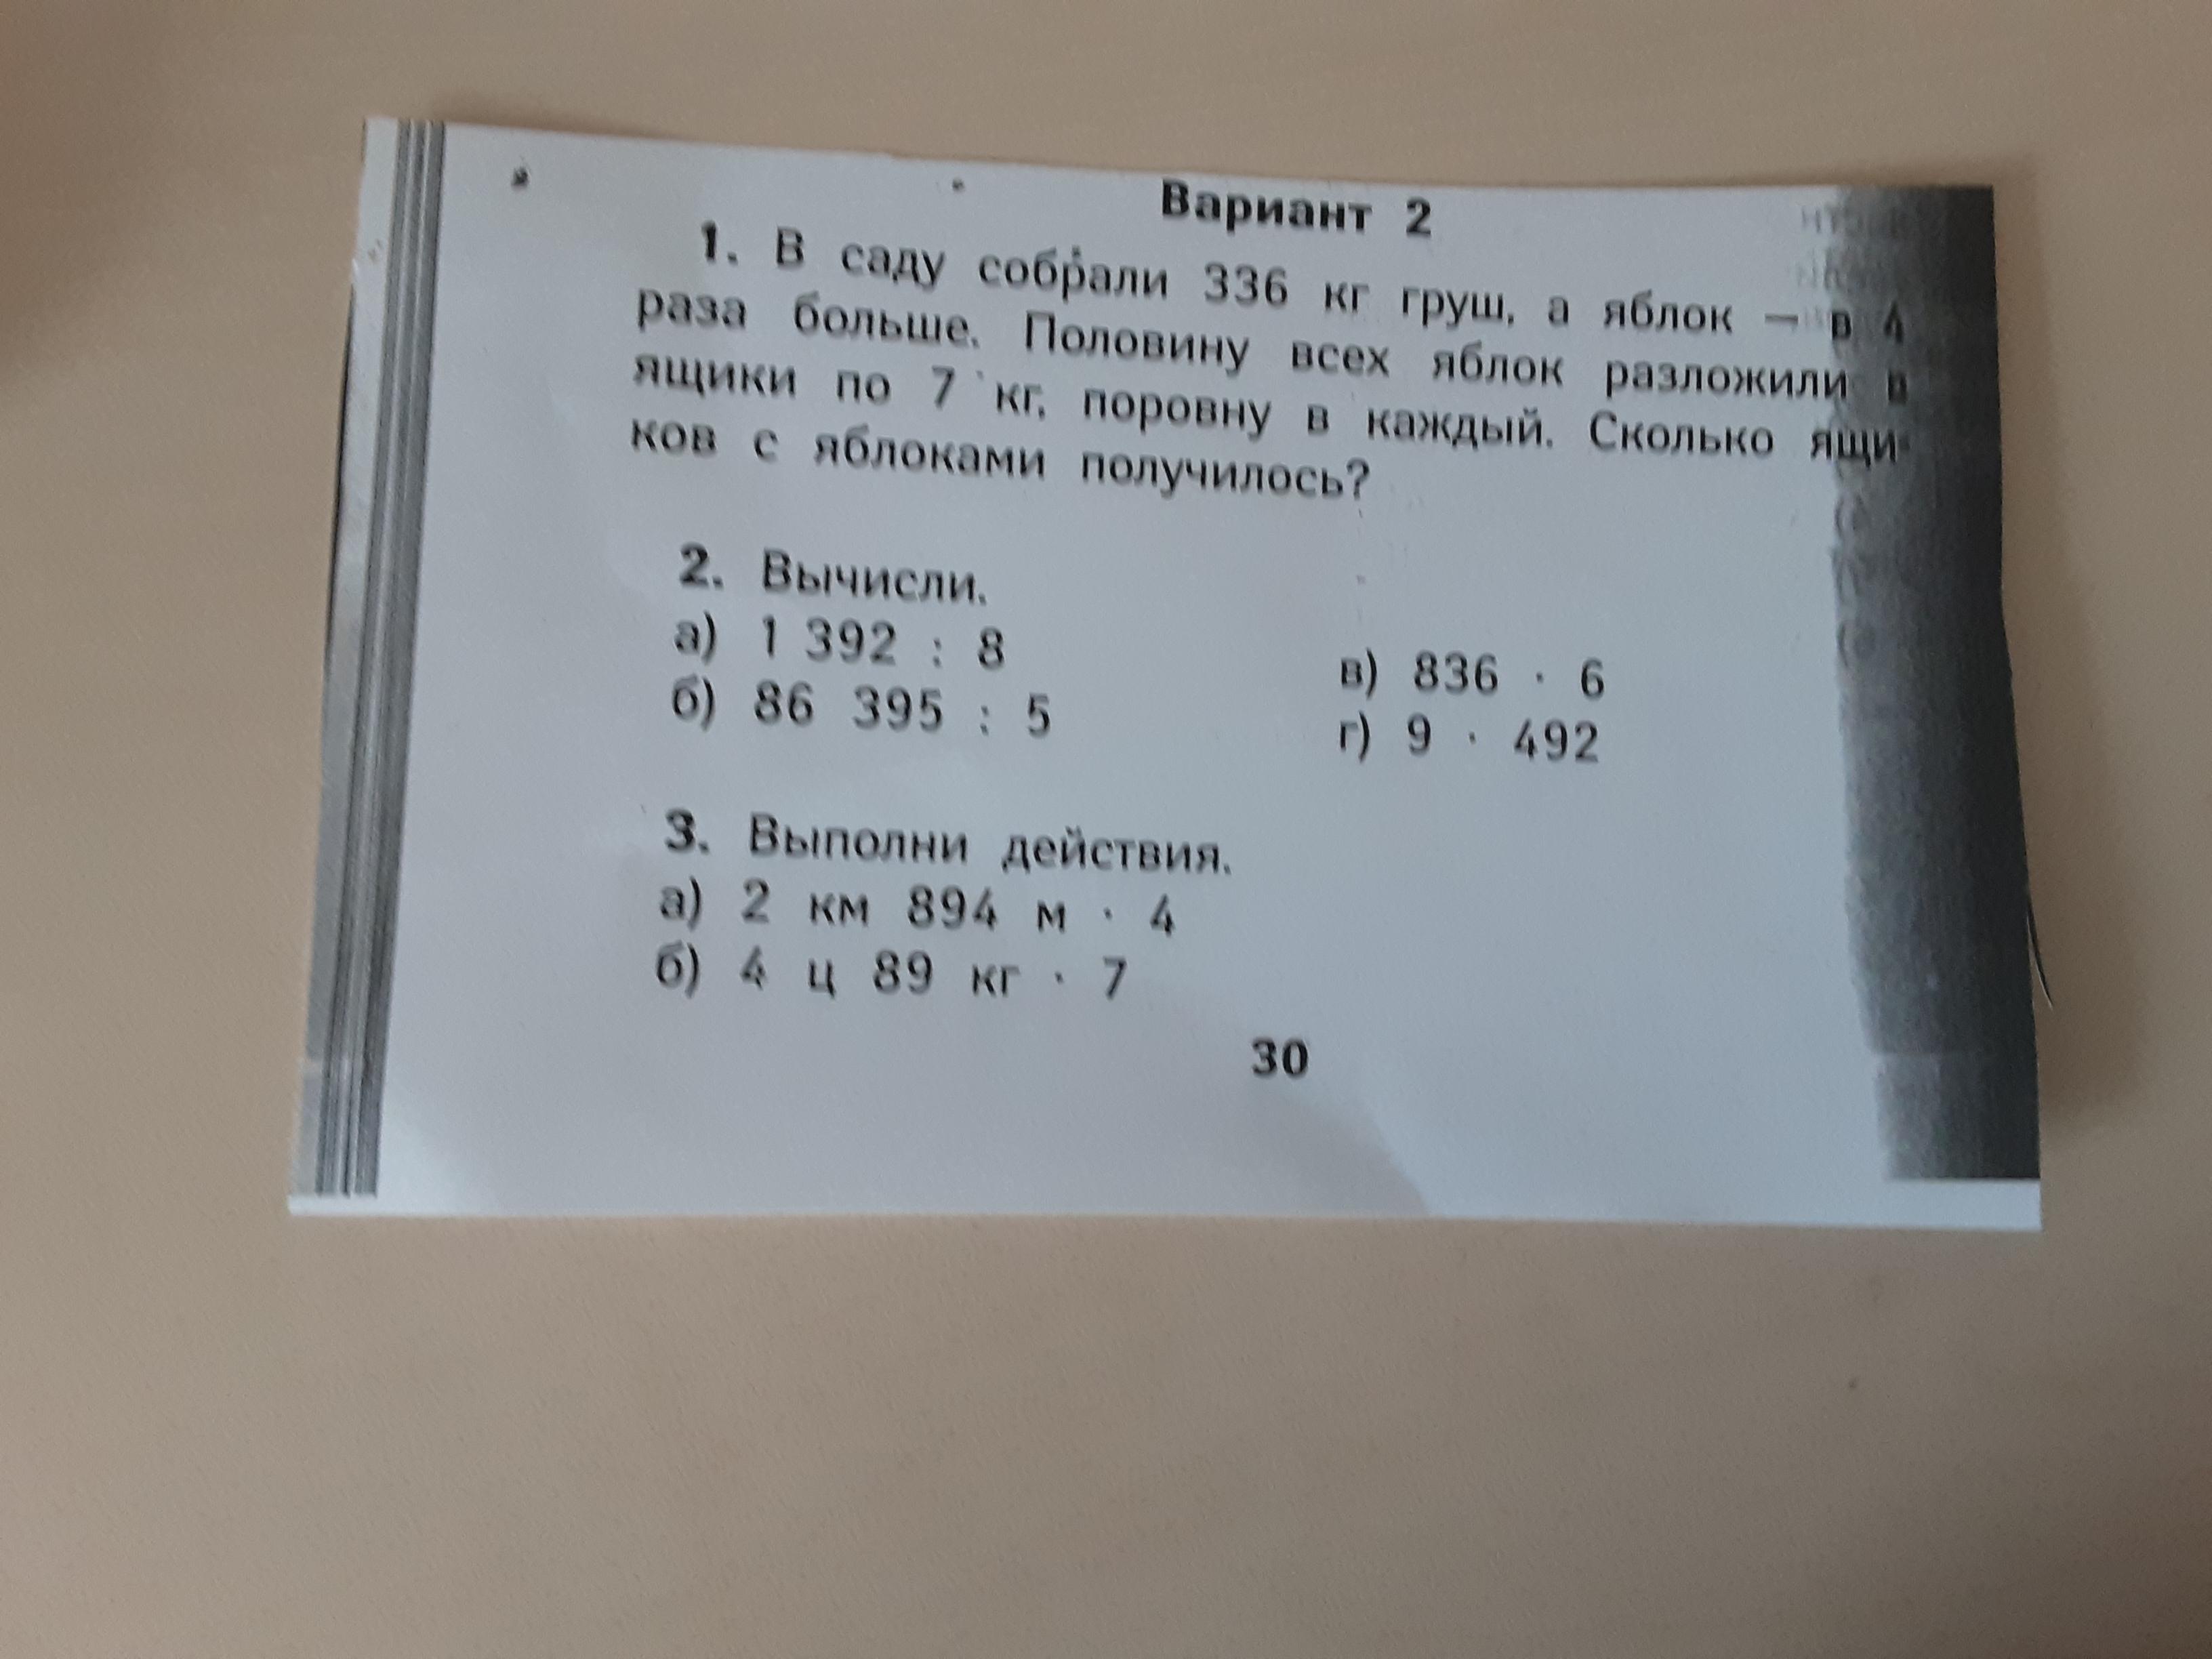 Вариант 2
1. В саду собрали 336 кг груш, а яблок — в 4
раза больше. Половину всех яблок разложили в
ящики по 7 кг, поровну в каждый. Сколько ящи-
ков с яблоками получилось?
2. Вычисли.
а) 1 392 : 8
в) 836 · 6
б) 86 395 : 5
г) 9 · 492
3. Выполни действия.
а) 2 км 894 м · 4
б) 4 ц 89 кг · 7
30